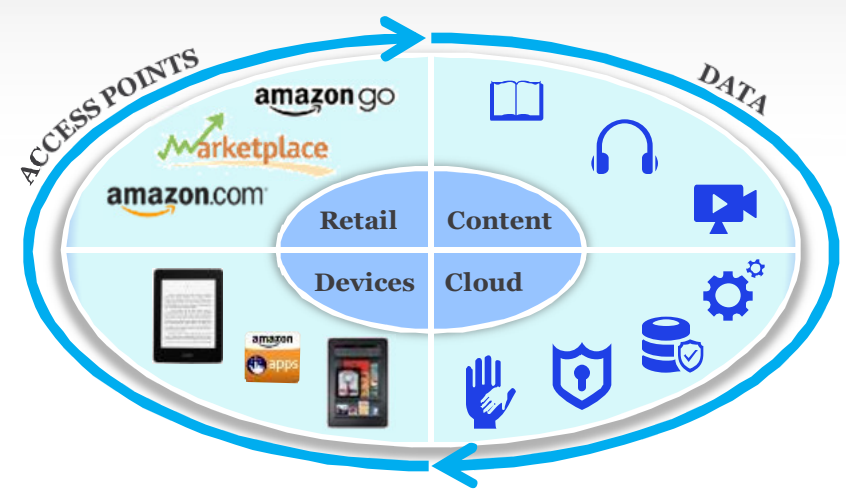 ACCESS POINTS
DATA
amazon go
Marketplace
amazon.com
Retail
Content
Devices
Cloud
amazon
apps